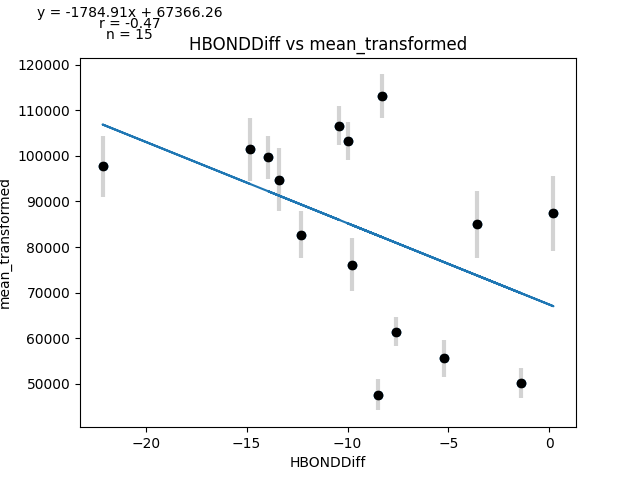 y = -1784.91x + 67366.26
r = -0.47
n = 15
HBONDDiff vs mean_transformed
120000
110000
100000
90000
80000
70000
60000
50000
mean_transformed
−20
−15
−10
−5
0
HBONDDiff